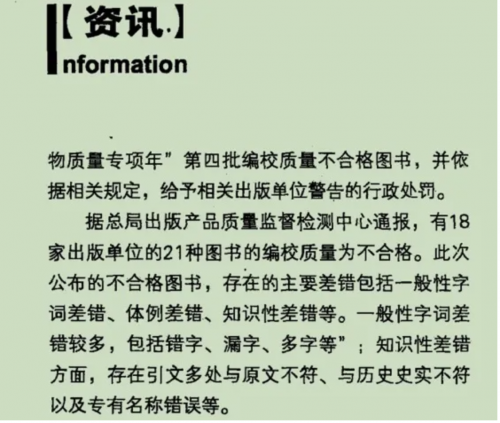 【资讯.】
Information
物质量专项年”第四批编校质量不合格图书，并依
据相关规定，给予相关出版单位警告的行政处罚。
据总局出版产品质量监督检测中心通报，有18
家出版单位的21种图书的编校质量为不合格。此次
公布的不合格图书，存在的主要差错包括一般性字
词差错、体例差错、知识性差错等。一般性字词差
错较多，包括错字、漏字、多字等”；知识性差错
方面，存在引文多处与原文不符、与历史史实不符
以及专有名称错误等。